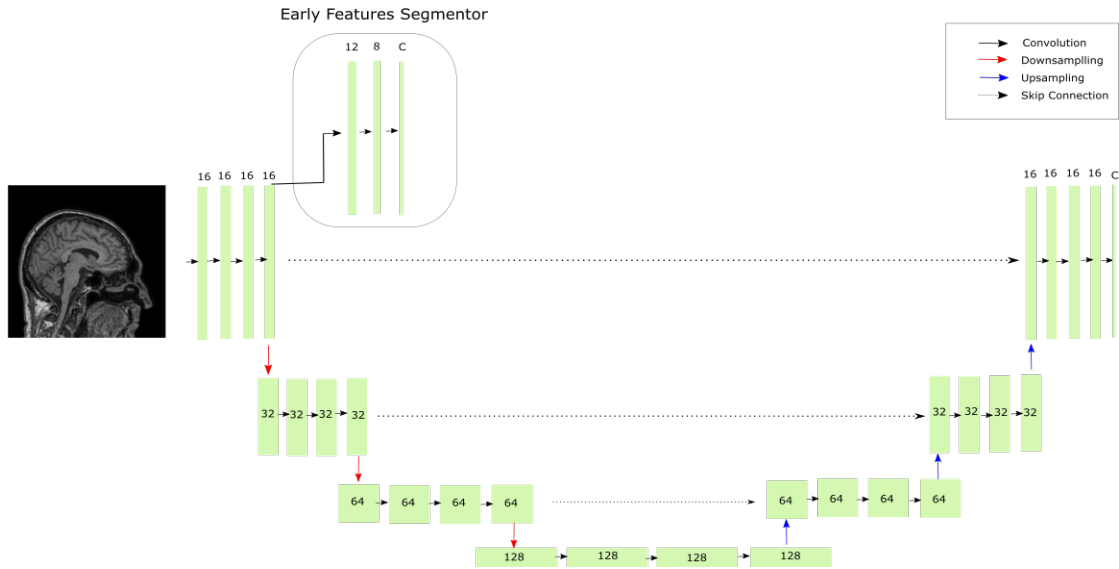 Early Features Segmentor
12 8 C
Convolution
Downsamplling
Upsampling
Skip Connection
16 16 16 16
16 16 16 16 C
32 32 32 32
32 32 32 32
64 64 64 64
64 64 64 64
128 128 128 128